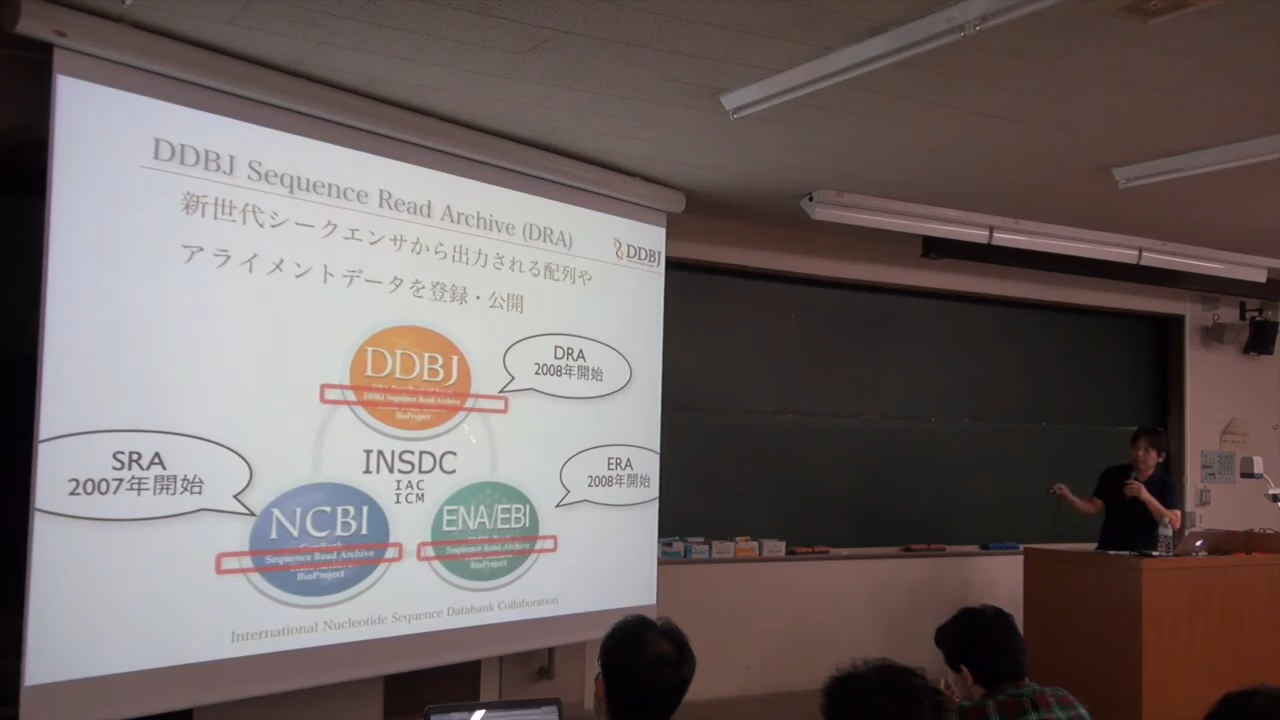 DDBJ Sequence Read Archive (DRA)
DDBJ
新世代シークエンサから出力される配列や
アライメントデータを登録・公開
DDBJ
DDBJ Sequence Read Archive
BioProject
DRA
2008年開始
SRA
2007年開始
INSDC
IAC
ICM
ERA
2008年開始
NCBI
GenBank
Sequence Read Archive
BioProject
ENA/EBI
Sequence Read Archive
BioProject
International Nucleotide Sequence Databank Collaboration